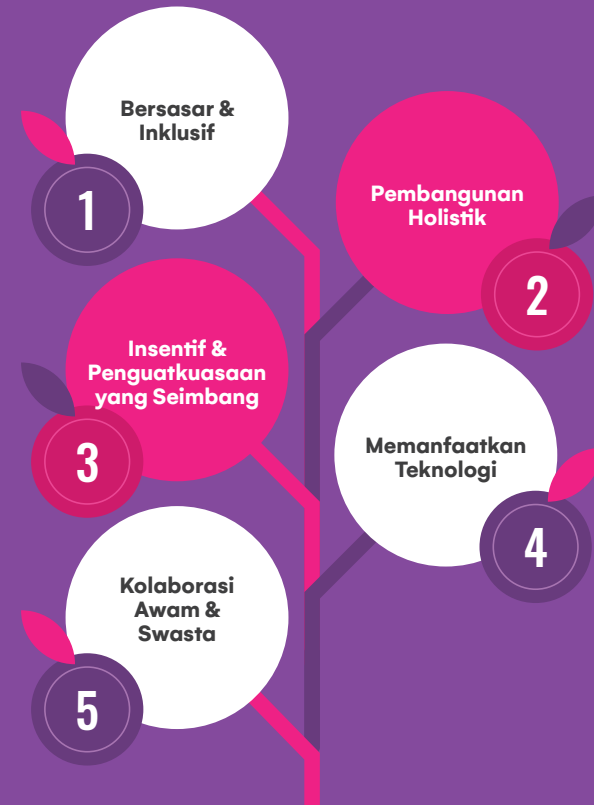 Bersasar &
Inklusif
1
Pembangunan
Holistik
2
Insentif &
Penguatkuasaan
yang Seimbang
3
Memanfaatkan
Teknologi
4
Kolaborasi
Awam &
Swasta
5